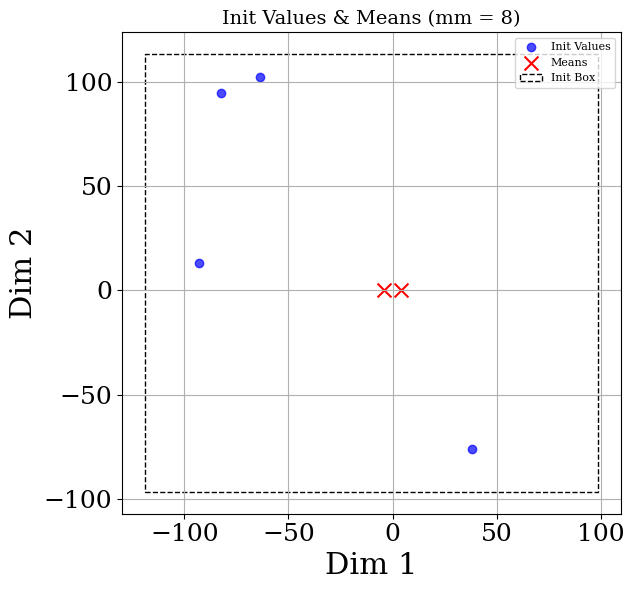 Init Values & Means (mm = 8)
Init Values
Means
Init Box
Dim 2
100
50
0
−50
−100
−100
−50
0
50
100
Dim 1